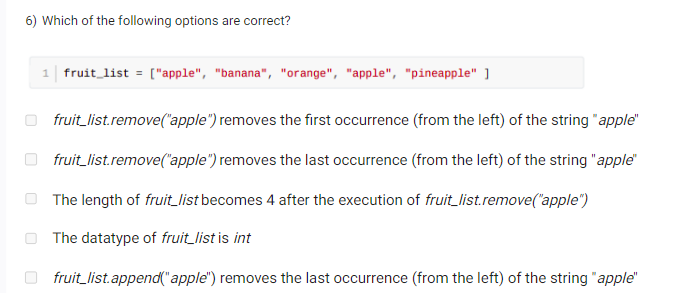 6) Which of the following options are correct?
1 fruit_list = ["apple", "banana", "orange", "apple", "pineapple" ]
fruit_list.remove("apple") removes the first occurrence (from the left) of the string "apple"
fruit_list.remove("apple") removes the last occurrence (from the left) of the string "apple"
The length of fruit_list becomes 4 after the execution of fruit_list.remove("apple")
The datatype of fruit_list is int
fruit_list.append("apple") removes the last occurrence (from the left) of the string "apple"